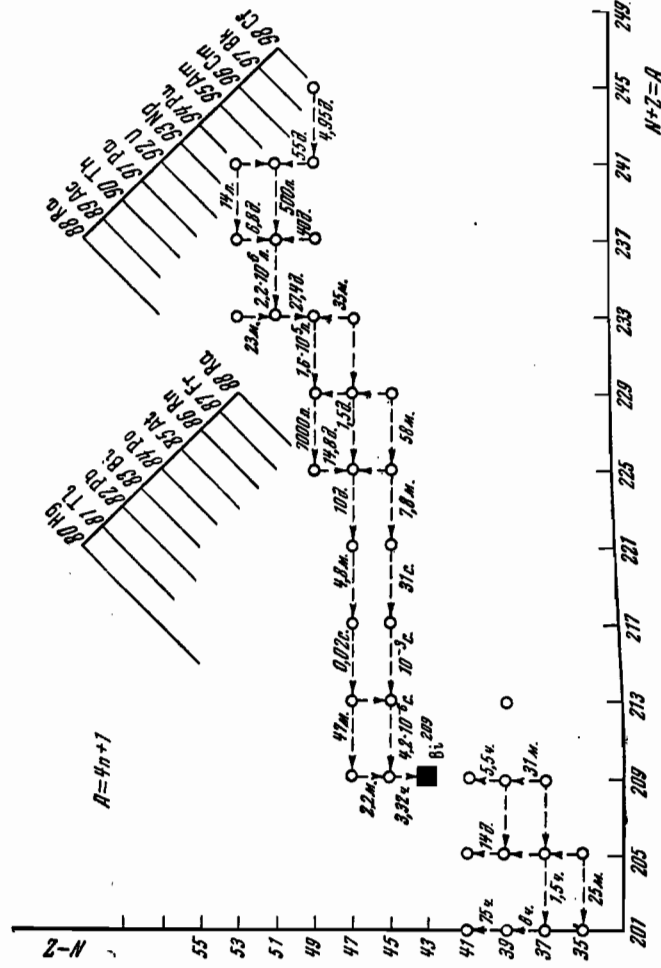 A=4n+1
N-Z
55
53
51
49
47
45
43
41
39
37
35
201
205
209
213
217
221
225
229
233
237
241
245
249
N+Z=A
80 Hg
81 Tl
82 Pb
83 Bi
84 Po
85 At
86 Rn
87 Fr
88 Ra
88 Ra
89 Ac
90 Th
91 Pa
92 U
93 Np
94 Pu
95 Am
96 Cm
97 Bk
98 Cf
14л.
6,8д.
500л.
40д.
55д.
4,95д.
23м.
2,2·10⁶л.
27,4д.
1,6·10⁵л.
35м.
7000л.
14,8д.
1,5д.
58м.
10д.
7,8м.
4,8м.
31с.
0,02с.
10⁻³с.
47м.
4,2·10⁻⁶с.
2,2м.
3,32ч.
Bi²⁰⁹
5,5ч.
31м.
14д.
75ч.
8ч.
1,5ч.
25м.